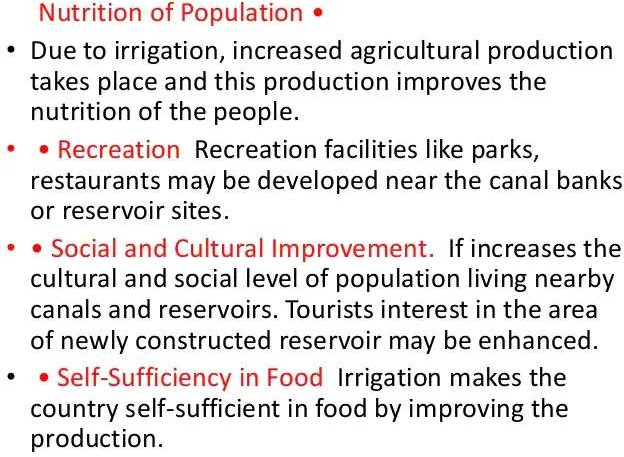 Nutrition of Population •
• Due to irrigation, increased agricultural production
takes place and this production improves the
nutrition of the people.
• • Recreation Recreation facilities like parks,
restaurants may be developed near the canal banks
or reservoir sites.
• • Social and Cultural Improvement. If increases the
cultural and social level of population living nearby
canals and reservoirs. Tourists interest in the area
of newly constructed reservoir may be enhanced.
• • Self-Sufficiency in Food Irrigation makes the
country self-sufficient in food by improving the
production.